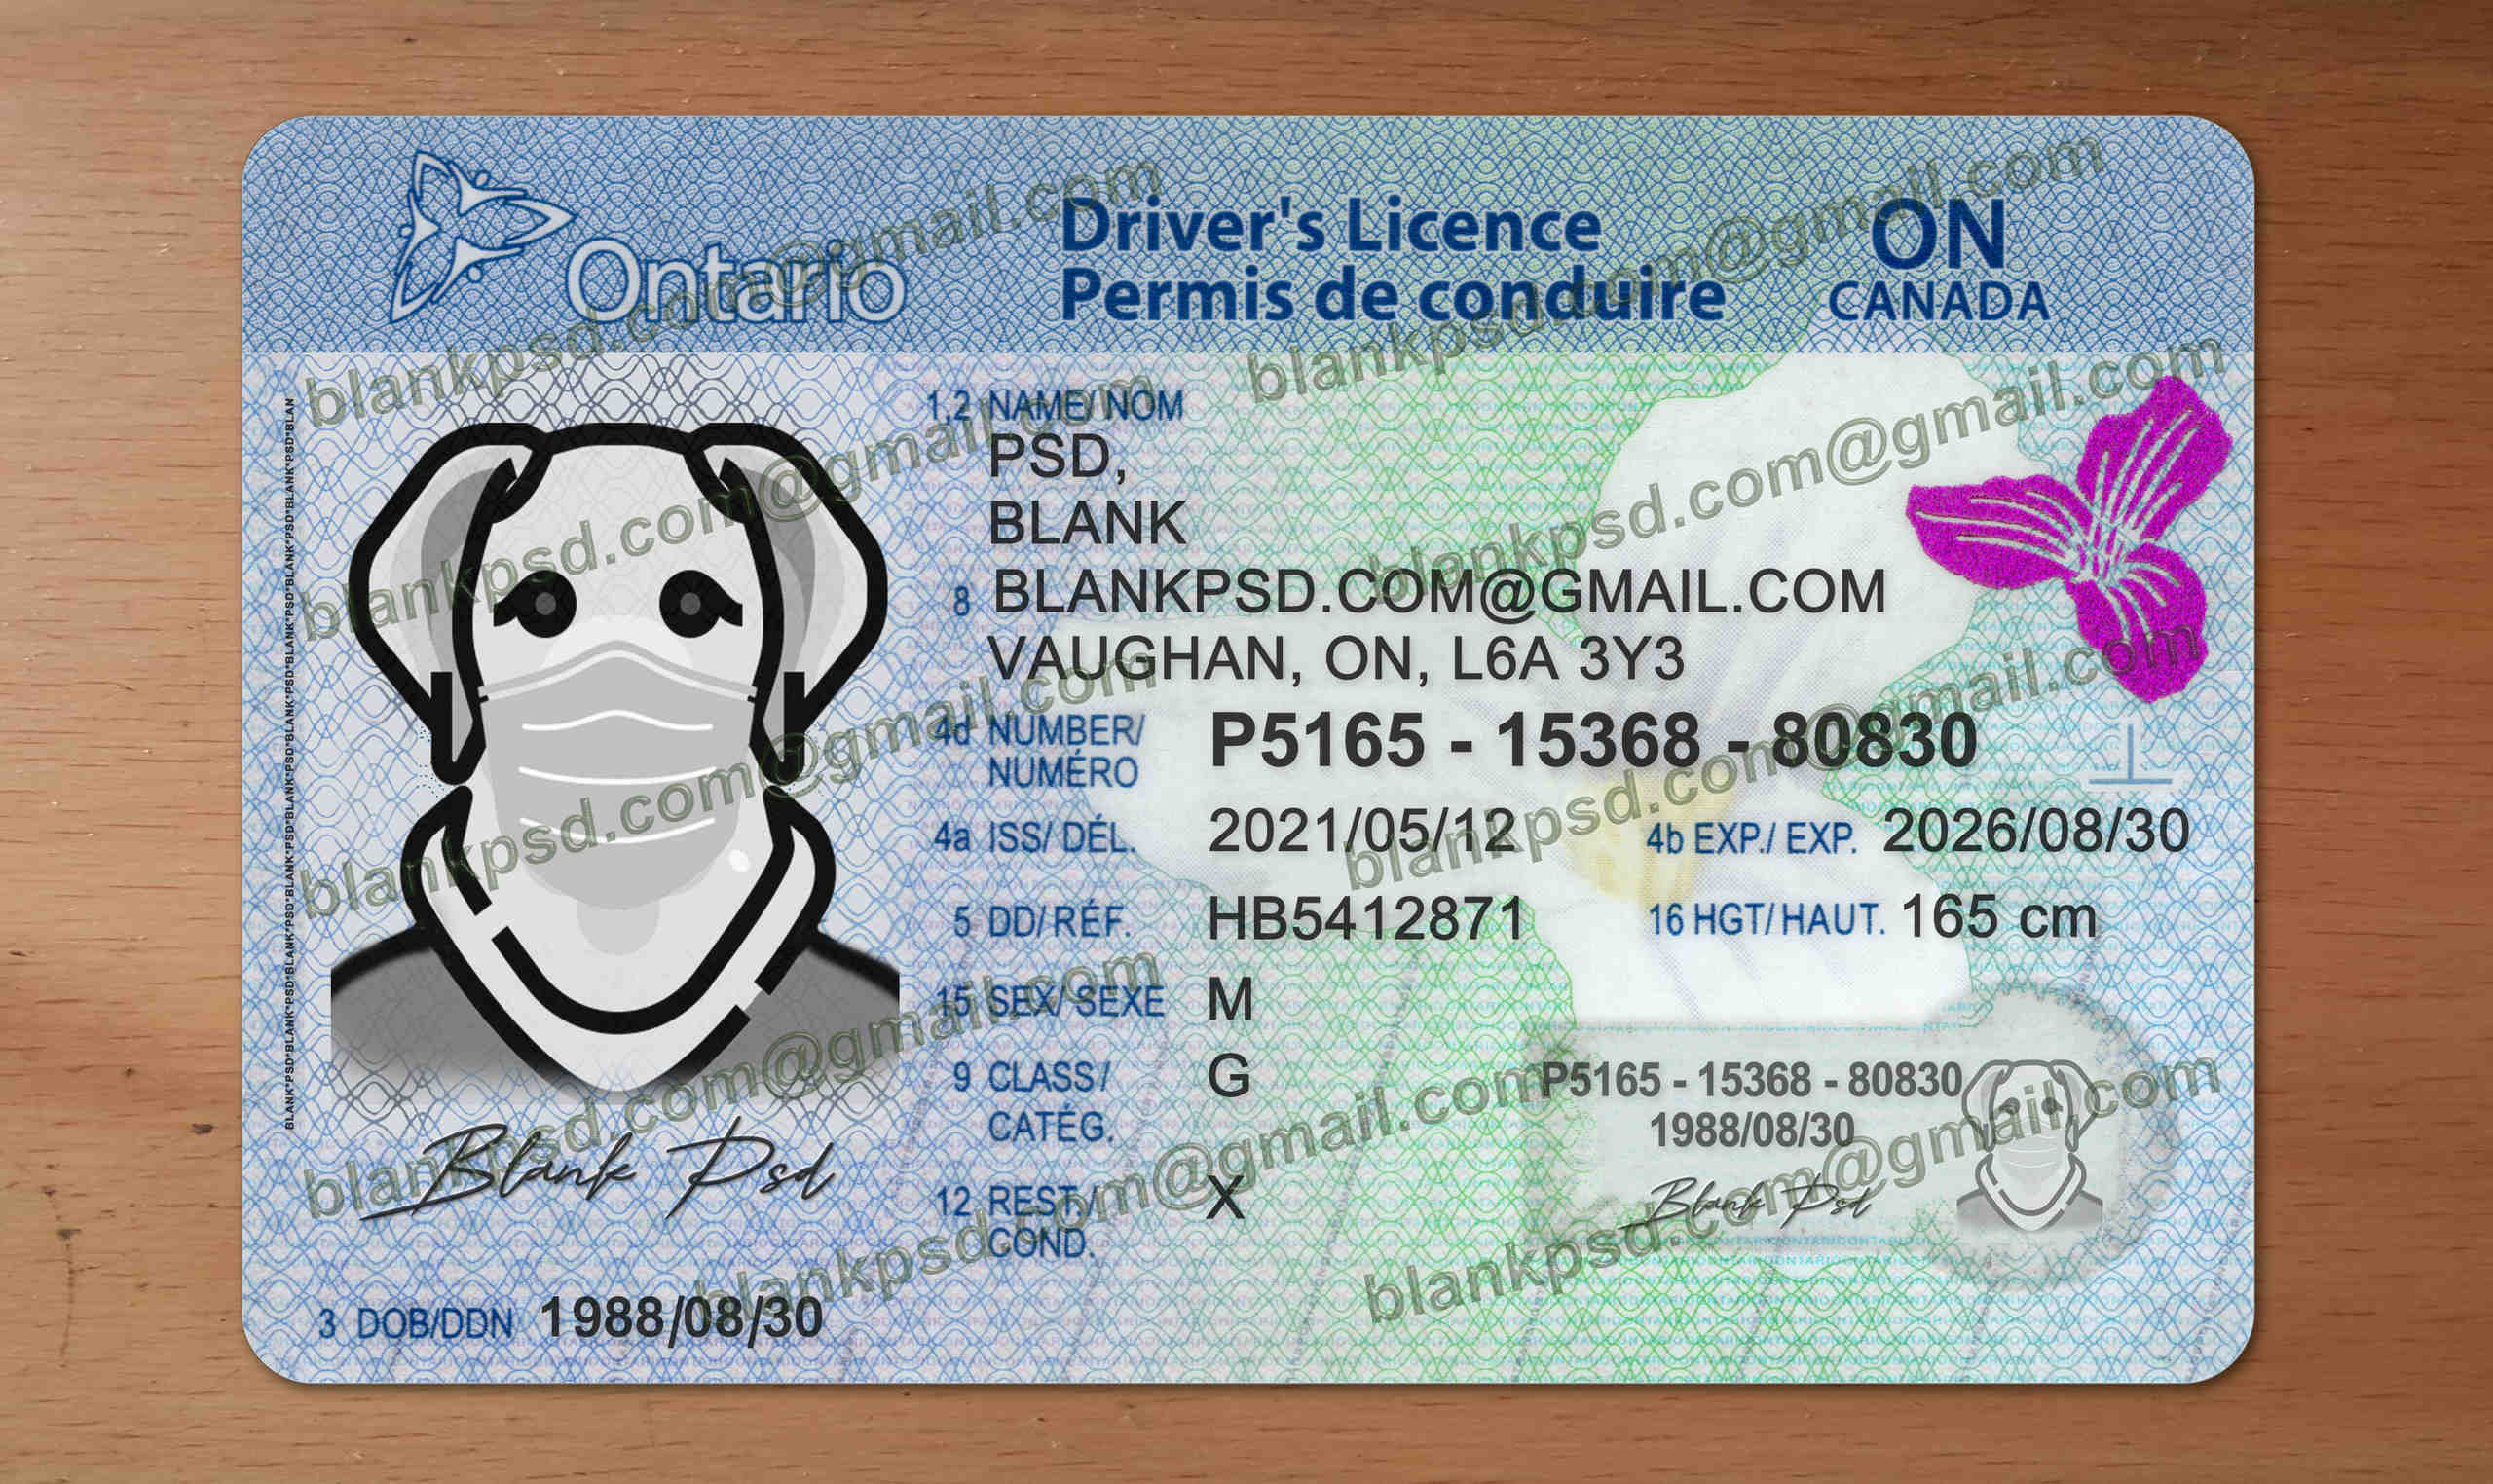 Ontario
Driver's Licence
Permis de conduire
ON
CANADA
1,2 NAME/ NOM
PSD,
BLANK
8 BLANKPSD.COM@GMAIL.COM
VAUGHAN, ON, L6A 3Y3
4d NUMBER/
NUMÉRO
P5165 - 15368 - 80830
4a ISS/ DÉL. 2021/05/12 4b EXP./ EXP. 2026/08/30
5 DD/ RÉF. HB5412871 16 HGT/ HAUT. 165 cm
15 SEX/ SEXE M
9 CLASS/
CATÉG.
G
12 REST./
COND.
X
P5165 - 15368 - 80830
1988/08/30
Blank Psd
Blank Psd
3 DOB/DDN 1988/08/30
BLANK*PSD*BLANK*PSD*BLANK*PSD*BLANK*PSD*BLANK*PSD*BLANK*PSD*BLANK*PSD*BLANK*PSD*BLAN
blankpsd.com@gmail.com
blankpsd.com@gmail.com
blankpsd.com@gmail.com
blankpsd.com@gmail.com
blankpsd.com@gmail.com
blankpsd.com@gmail.com
blankpsd.com@gmail.com
blankpsd.com@gmail.com
blankpsd.com@gmail.com